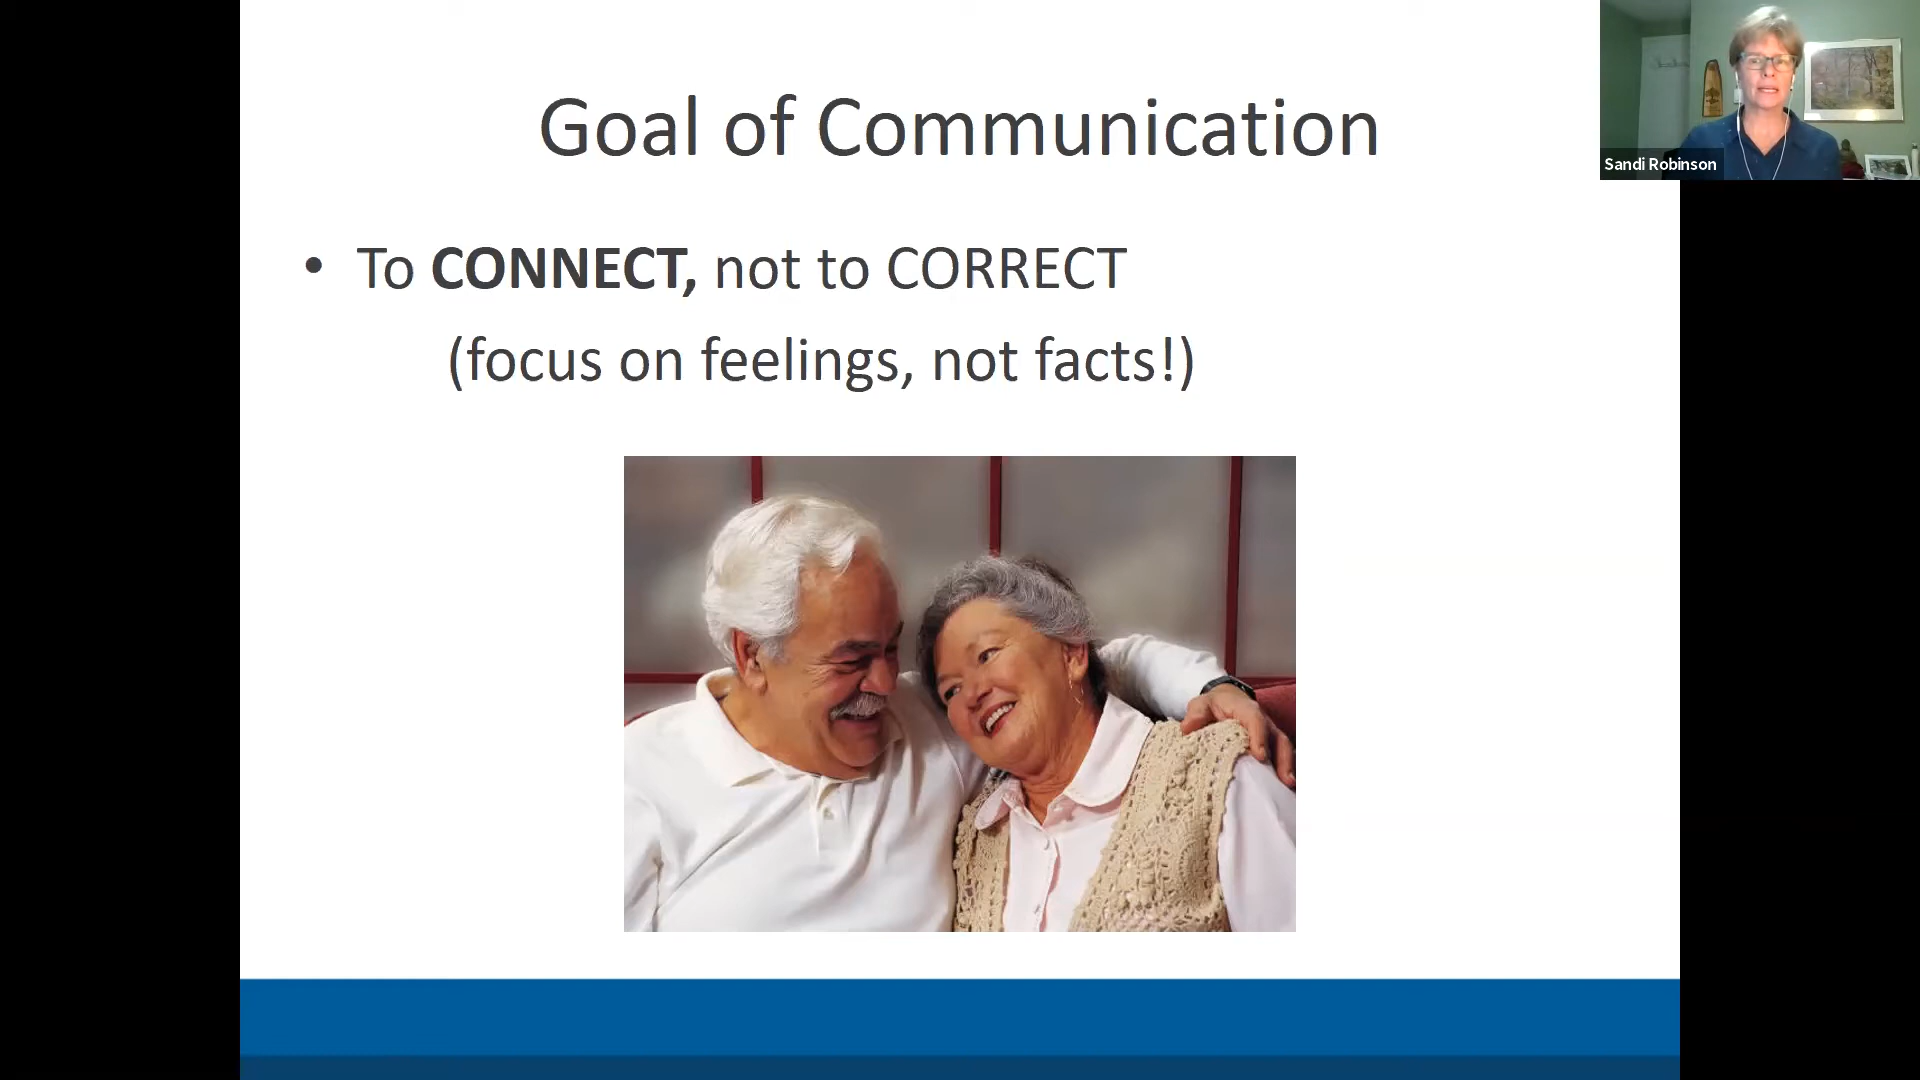 Goal of Communication
Sandi Robinson
• To CONNECT, not to CORRECT
(focus on feelings, not facts!)